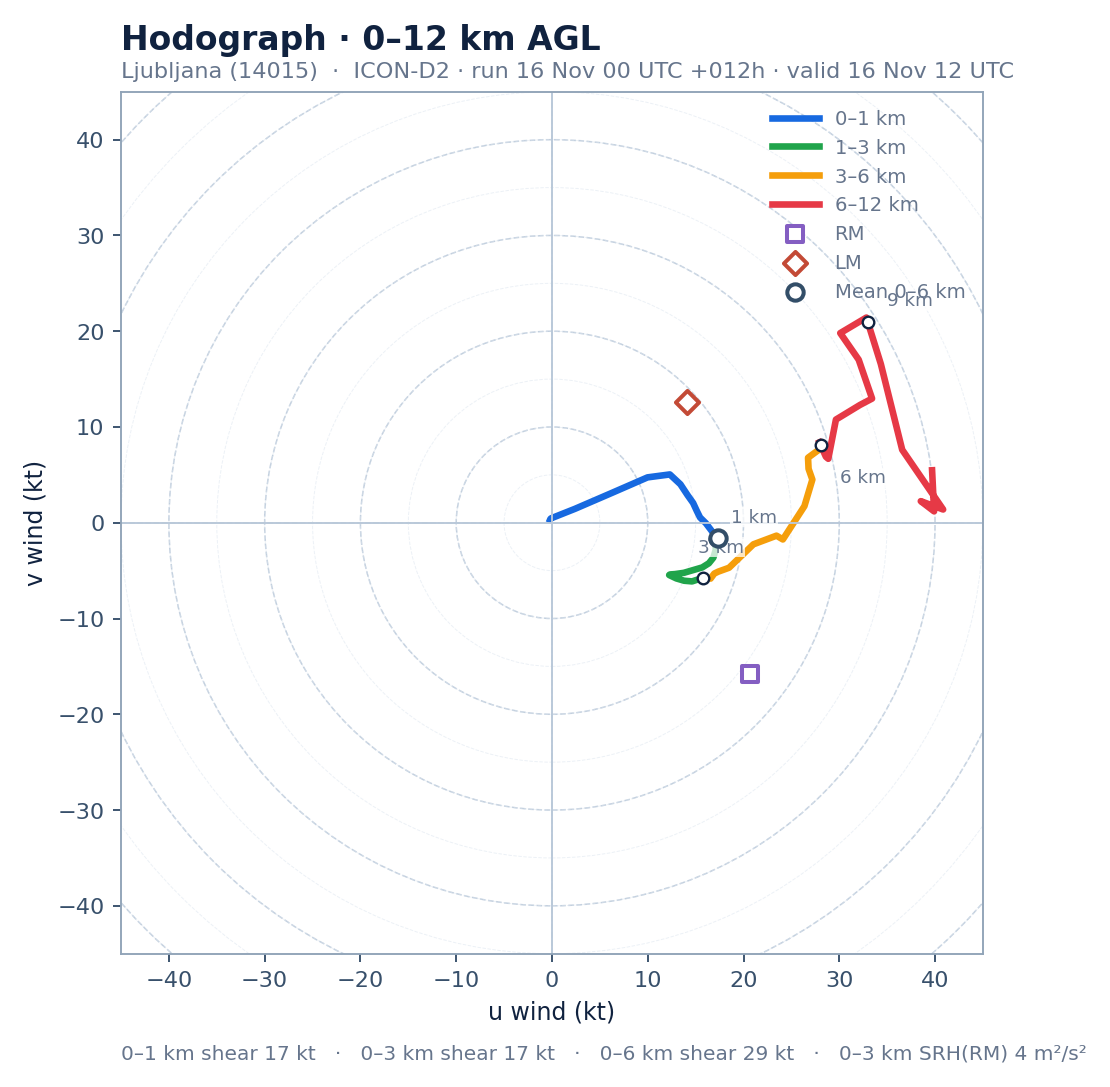 Hodograph · 0–12 km AGL
Ljubljana (14015) · ICON-D2 · run 16 Nov 00 UTC +012h · valid 16 Nov 12 UTC
0–1 km
1–3 km
3–6 km
6–12 km
RM
LM
Mean 0–6 km
9 km
6 km
1 km
3 km
v wind (kt)
40
30
20
10
0
−10
−20
−30
−40
−40 −30 −20 −10 0 10 20 30 40
u wind (kt)
0–1 km shear 17 kt · 0–3 km shear 17 kt · 0–6 km shear 29 kt · 0–3 km SRH(RM) 4 m²/s²